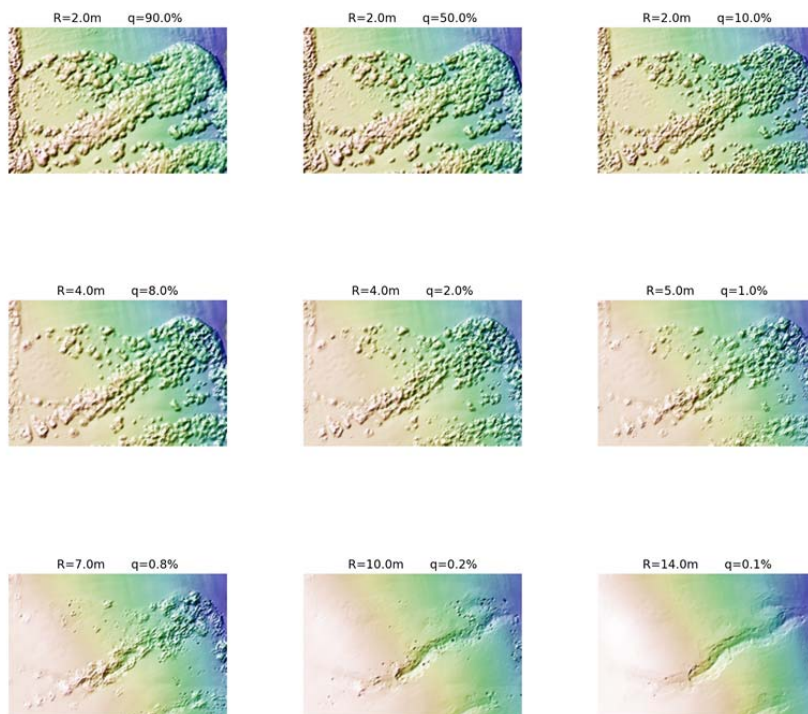 R=2.0m q=90.0%
R=2.0m q=50.0%
R=2.0m q=10.0%
R=4.0m q=8.0%
R=4.0m q=2.0%
R=5.0m q=1.0%
R=7.0m q=0.8%
R=10.0m q=0.2%
R=14.0m q=0.1%